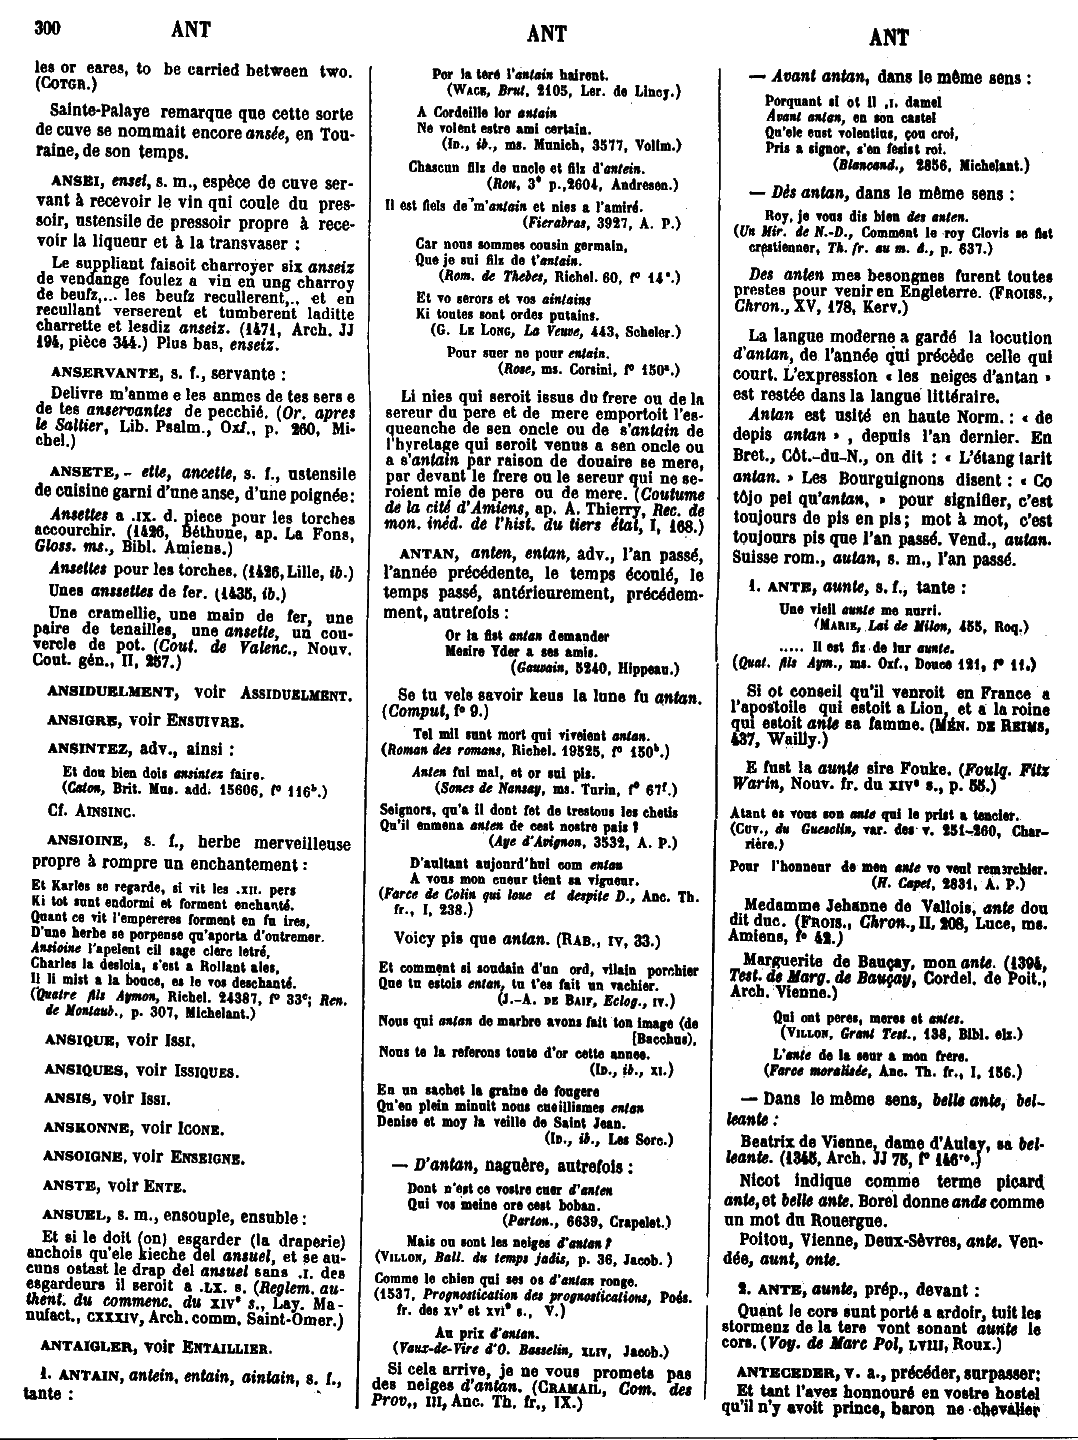 300 ANT
ANT
ANT
les or eares, to be carried between two.
(COTGR.)
Sainte-Palaye remarque que cette sorte
de cuve se nommait encore ansée, en Tou-
raine, de son temps.
ANSEI, ensei, s. m., espèce de cuve ser-
vant à recevoir le vin qui coule du pres-
soir, ustensile de pressoir propre à rece-
voir la liqueur et à la transvaser :
Le suppliant faisoit charroyer six anseiz
de vendange foulez a vin en ung charroy
de beufz,... les beufz recullerent,.. et en
recullant verserent et tumberent laditte
charrette et lesdiz anseiz. (1471, Arch. JJ
194, pièce 344.) Plus bas, enseiz.
ANSERVANTE, s. f., servante :
Delivre m'anme e les anmes de tes sers e
de tes anservantes de pecchié. (Or. apres
le Saltier, Lib. Psalm., Oxf., p. 260, Mi-
chel.)
ANSETE, - ette, ancette, s. f., ustensile
de cuisine garni d'une anse, d'une poignée:
Ansettes a .IX. d. piece pour les torches
accourchir. (1426, Béthune, ap. La Fons,
Gloss. ms., Bibl. Amiens.)
Ansettes pour les torches. (1426, Lille, ib.)
Unes anssettes de fer. (1435, ib.)
Une cramellie, une main de fer, une
paire de tenailles, une ansette, un cou-
vercle de pot. (Cout. de Valenc., Nouv.
Cout. gén., II, 257.)
ANSIDUELMENT, voir ASSIDUELMENT.
ANSIGRE, voir ENSUIVRE.
ANSINTEZ, adv., ainsi :
Et dou bien dois ansintez faire.
(Caton, Brit. Mus. add. 15606, f° 116ᵇ.)
Cf. AINSINC.
ANSIOINE, s. f., herbe merveilleuse
propre à rompre un enchantement :
Et Karles se regarde, si vit les .XII. pers
Ki tot sunt endormi et forment enchanté.
Quant ce vit l'empereres forment en fu ires,
D'une herbe se porpense qu'aporta d'outremer.
Ansioine l'apelent cil sage clerc letré,
Charles la desloia, s'est a Rollant ales,
Il li mist a la bouce, es le vos deschanté.
(Quatre fils Aymon, Richel. 24387, f° 33ᶜ; Ren.
de Montaub., p. 307, Michelant.)
ANSIQUE, voir ISSI.
ANSIQUES, voir ISSIQUES.
ANSIS, voir ISSI.
ANSKONNE, voir ICONE.
ANSOIGNE, voir ENSEIGNE.
ANSTE, voir ENTE.
ANSUEL, s. m., ensouple, ensuble :
Et si le doit (on) esgarder (la draperie)
anchois qu'ele kieche del ansuel, et se au-
cuns ostast le drap del ansuel sans .I. des
esgardeurs il seroit a .LX. s. (Reglem. au-
thent. du commenc. du XIVᵉ s., Lay. Ma-
nufact., CXXXIV, Arch. comm. Saint-Omer.)
ANTAIGLER, voir ENTAILLIER.
1. ANTAIN, antein, entain, aintain, s. f.,
tante :
Por la terë l'antain haïrent.
(WACE, Brut, 2105, Ler. de Lincy.)
A Cordeille lor antain
Ne volent estre ami certain.
(ID., ib., ms. Munich, 3577, Vollm.)
Chascun filz de uncle et filz d'antein.
(Rou, 3ᵉ p., 2604, Andresen.)
Il est fiels de m'antain et nies a l'amiré.
(Fierabras, 3927, A. P.)
Car nous sommes cousin germain,
Que je sui filz de t'antain.
(Rom. de Thebes, Richel. 60, f° 14ᵃ.)
Et vo serors et vos aintains
Ki toutes sont ordes putains.
(G. LE LONG, La Veuve, 443, Scheler.)
Pour suer ne pour entain.
(Rose, ms. Corsini, f° 150ᵃ.)
Li nies qui seroit issus du frere ou de la
sereur du pere et de mere emportoit l'es-
queanche de sen oncle ou de s'antain de
l'hyretage qui seroit venus a sen oncle ou
a s'antain par raison de douaire se mere,
par devant le frere ou le sereur qui ne se-
roient mie de pere ou de mere. (Coutume
de la cité d'Amiens, ap. A. Thierry, Rec. de
mon. inéd. de l'hist. du tiers état, I, 168.)
ANTAN, anten, entan, adv., l'an passé,
l'année précédente, le temps écoulé, le
temps passé, antérieurement, précédem-
ment, autrefois :
Or la fist antan demander
Mesire Yder a ses amis.
(Gauvain, 5240, Hippeau.)
Se tu vels savoir keus la lune fu antan.
(Comput, f° 9.)
Tel mil sunt mort qui viveient antan.
(Roman des romans, Richel. 19525, f° 150ᵇ.)
Anten fui mal, et or sui pis.
(Sones de Nansay, ms. Turin, f° 67ᶠ.)
Seignors, qu'a il dont fet de trestous les chetis
Qu'il enmena anten de cest nostre païs ?
(Aye d'Avignon, 3532, A. P.)
D'aultant aujourd'hui com entan
A vous mon cueur tient sa vigueur.
(Farce de Colin qui loue et despite D., Anc. Th.
fr., I, 238.)
Voicy pis que antan. (RAB., IV, 33.)
Et comment si soudain d'un ord, vilain porchier
Que tu estois entan, tu t'es fait un vachier.
(J.-A. DE BAIF, Eclog., IV.)
Nous qui antan de marbre avons fait ton image (de
[Bacchus).
Nous te la referons toute d'or cette annee.
(ID., ib., XI.)
En un sachet la graine de fougere
Qu'en plein minuit nous cueillismes entan
Denise et moy la veille de Saint Jean.
(ID., ib., Les Sorc.)
— D'antan, naguère, autrefois :
Dont n'est ce vostre cuer d'anten
Qui vos meine ore cest boban.
(Parton., 6639, Crapelet.)
Mais ou sont les neiges d'antan ?
(VILLON, Ball. du temps jadis, p. 36, Jacob.)
Comme le chien qui ses os d'antan ronge.
(1537, Prognostication des prognostications, Poés.
fr. des XVᵉ et XVIᵉ s., V.)
Au prix d'antan.
(Vaux-de-Vire d'O. Basselin, XLIV, Jacob.)
Si cela arrive, je ne vous promets pas
des neiges d'antan. (CRAMAIL, Com. des
Prov., III, Anc. Th. fr., IX.)
— Avant antan, dans le même sens :
Porquant si ot il .I. damel
Avant antan, en son castel
Qu'ele eust volentius, çou croi,
Pris a signor, s'en fesist roi.
(Blancand., 2856, Michelant.)
— Dès antan, dans le même sens :
Roy, je vous dis bien des anten.
(Un Mir. de N.-D., Comment le roy Clovis se fist
crestienner, Th. fr. au m. â., p. 637.)
Des anten mes besongnes furent toutes
prestes pour venir en Engleterre. (FROISS.,
Chron., XV, 178, Kerv.)
La langue moderne a gardé la locution
d'antan, de l'année qui précède celle qui
court. L'expression « les neiges d'antan »
est restée dans la langue littéraire.
Antan est usité en haute Norm. : « de
depis antan » , depuis l'an dernier. En
Bret., Côt.-du-N., on dit : « L'étang tarit
antan. » Les Bourguignons disent : « Co
tôjo pei qu'antan, » pour signifier, c'est
toujours de pis en pis; mot à mot, c'est
toujours pis que l'an passé. Vend., autan.
Suisse rom., autan, s. m., l'an passé.
1. ANTE, aunte, s. f., tante :
Une vieil aunte me nurri.
(MARIE, Lai de Milon, 455, Roq.)
..... Il est fiz de lur aunte.
(Quat. fils Aym., ms. Oxf., Douce 121, f° 11.)
Si ot conseil qu'il venroit en France a
l'apostoile qui estoit a Lion, et a la roine
qui estoit ante sa famme. (MÉN. DE REIMS,
437, Wailly.)
E fust la aunte sire Fouke. (Foulq. Fitz
Warin, Nouv. fr. du XIVᵉ s., p. 55.)
Atant es vous son ante qui le prist a tencier.
(CUV., du Guesclin, var. des v. 251-260, Char-
rière.)
Pour l'honneur de men ante vo veul remerchier.
(H. Capet, 2831, A. P.)
Medamme Jehanne de Vallois, ante dou
dit duc. (FROIS., Chron., II, 208, Luce, ms.
Amiens, f° 42.)
Marguerite de Bauçay, mon ante. (1394,
Test. de Marg. de Bauçay, Cordel. de Poit.,
Arch. Vienne.)
Qui ont peres, meres et antes.
(VILLON, Grant Test., 138, Bibl. elz.)
L'ante de la seur a mon frere.
(Farce moralisée, Anc. Th. fr., I, 156.)
— Dans le même sens, belle ante, bel-
leante :
Beatrix de Vienne, dame d'Aulay, sa bel-
leante. (1345, Arch. JJ 75, f° 146ʳᵒ.)
Nicot indique comme terme picard
ante, et belle ante. Borel donne ande comme
un mot du Rouergue.
Poitou, Vienne, Deux-Sèvres, ante. Ven-
dée, aunt, onte.
2. ANTE, aunte, prép., devant :
Quant le cors sunt porté a ardoir, tuit les
stormenz de la tere vont sonant aunte le
cors. (Voy. de Marc Pol, LVIII, Roux.)
ANTECEDER, V. a., précéder, surpasser:
Et tant l'avez honnouré en vostre hostel
qu'il n'y avoit prince, baron ne chevalier